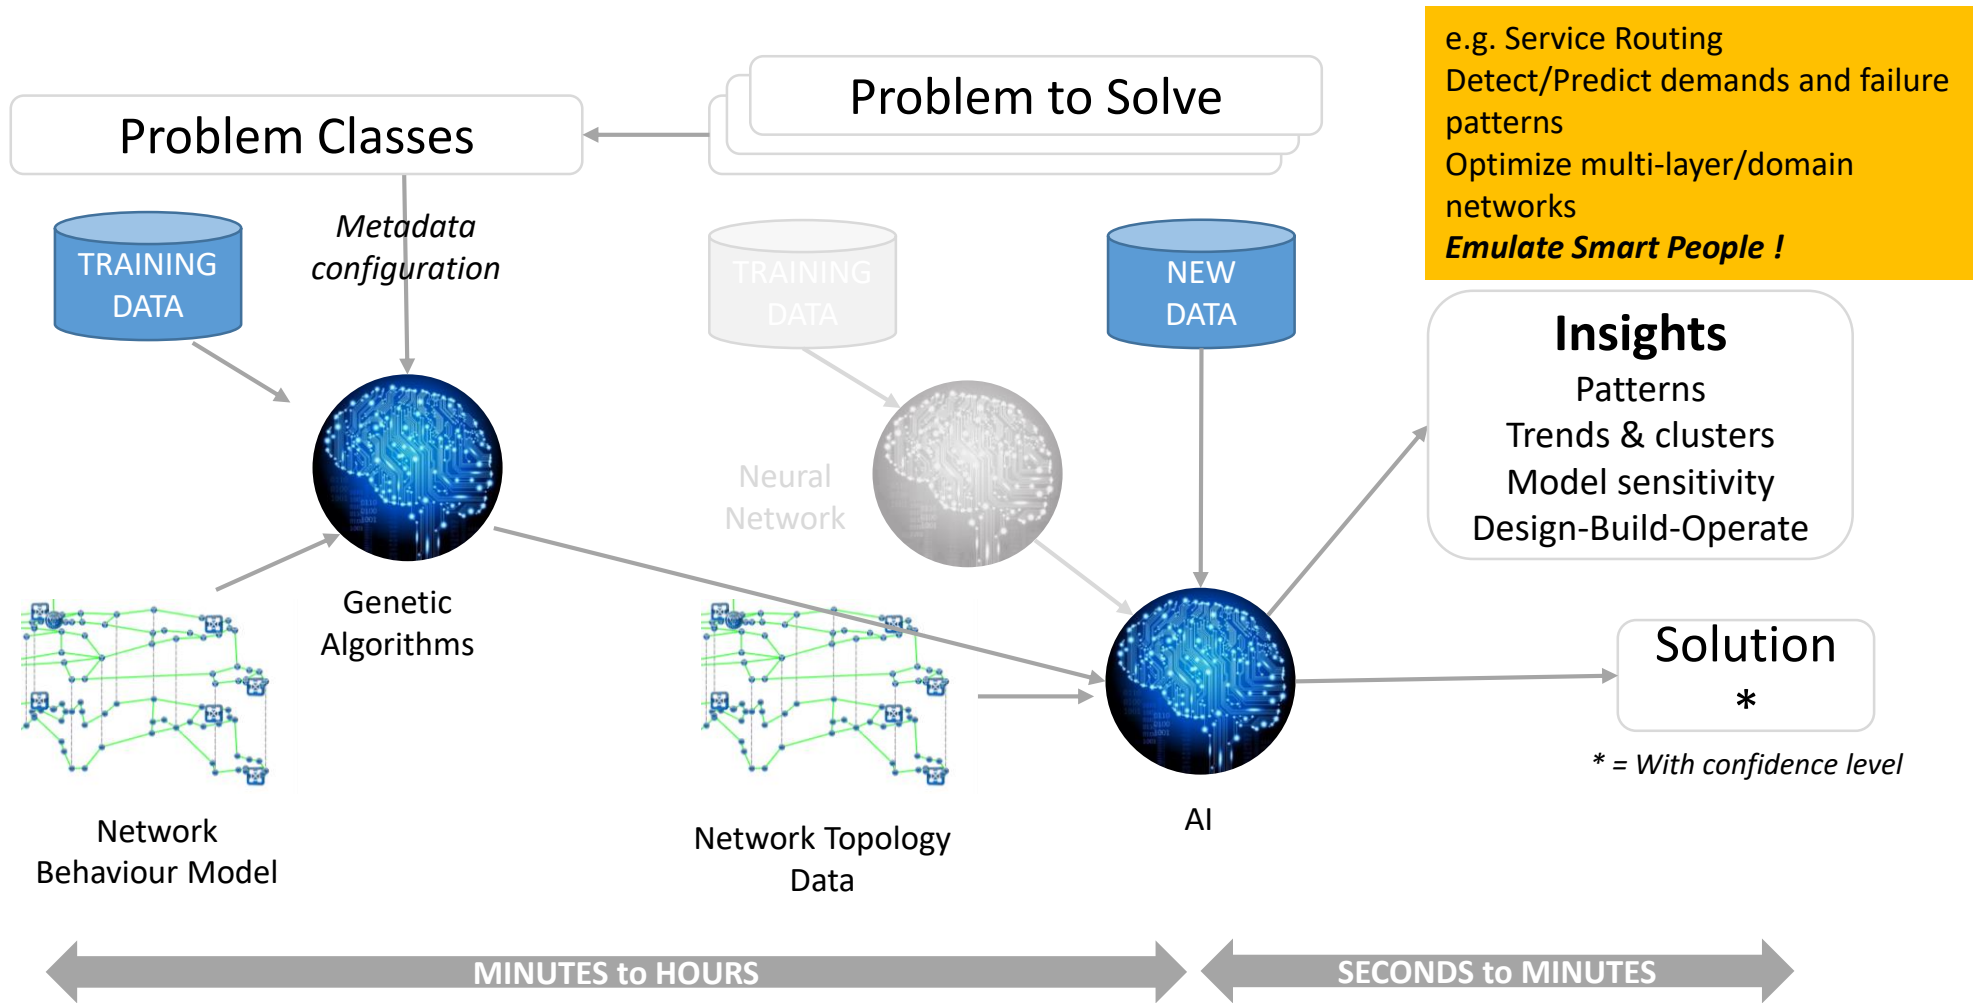 e.g. Service Routing
Detect/Predict demands and failure
patterns
Optimize multi-layer/domain
networks
Emulate Smart People !
Problem to Solve
Problem Classes
Metadada
configuration
TRAINING
DATA
TRAINING
DATA
NEW
DATA
Insights
Patterns
Trends & clusters
Model sensitivity
Design-Build-Operate
Neural
Network
Genetic
Algorithms
Solution
*
* = With confidence level
AI
Network
Behaviour Model
Network Topology
Data
MINUTES to HOURS
SECONDS to MINUTES